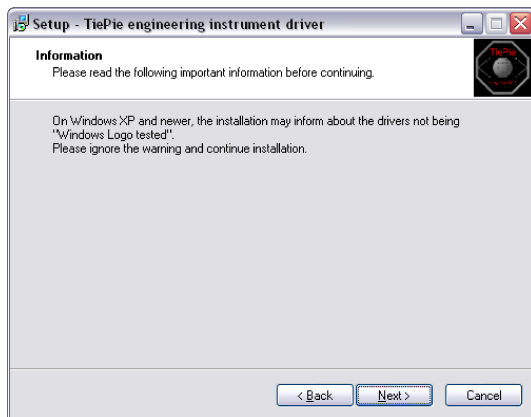 Setup - TiePie engineering instrument driver
Information
Please read the following important information before continuing.
TiePie
On Windows XP and newer, the installation may inform about the drivers not being
"Windows Logo tested".
Please ignore the warning and continue installation.
< Back
Next >
Cancel